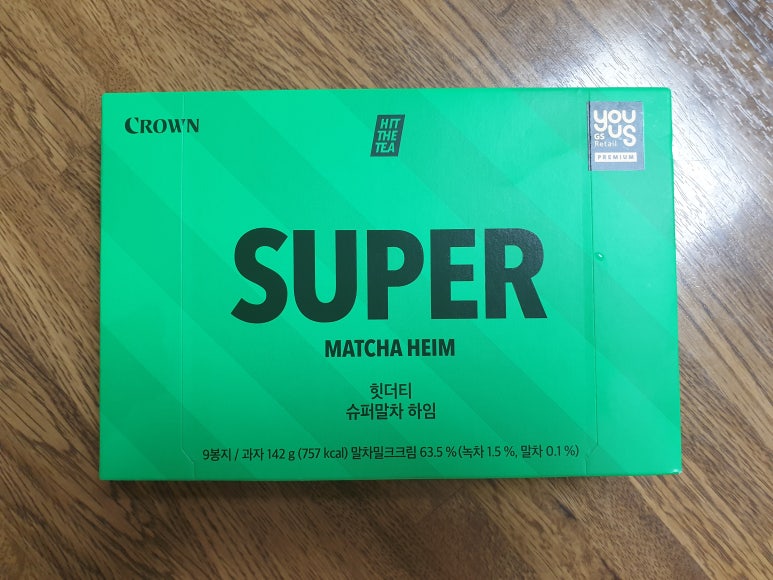 CROWN
HIT
THE
TEA
YOU
US
GS
Retail
PREMIUM
SUPER
MATCHA HEIM
힛더티
슈퍼말차 하임
9봉지 / 과자 142 g (757 kcal) 말차밀크크림 63.5 % (녹차 1.5 %, 말차 0.1 %)